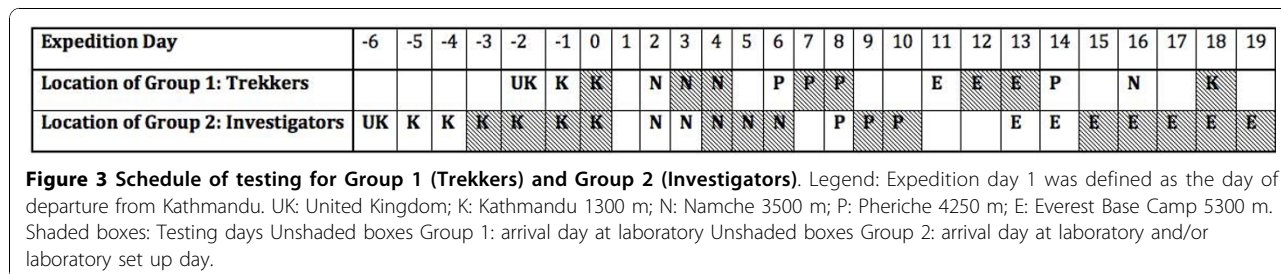 Expedition Day -6 -5 -4 -3 -2 -1 0 1 2 3 4 5 6 7 8 9 10 11 12 13 14 15 16 17 18 19
Location of Group 1: Trekkers UK K K N N N P P P E E E P N K
Location of Group 2: Investigators UK K K K K K K N N N N N P P P E E E E E E E
Figure 3 Schedule of testing for Group 1 (Trekkers) and Group 2 (Investigators). Legend: Expedition day 1 was defined as the day of
departure from Kathmandu. UK: United Kingdom; K: Kathmandu 1300 m; N: Namche 3500 m; P: Pheriche 4250 m; E: Everest Base Camp 5300 m.
Shaded boxes: Testing days Unshaded boxes Group 1: arrival day at laboratory Unshaded boxes Group 2: arrival day at laboratory and/or
laboratory set up day.